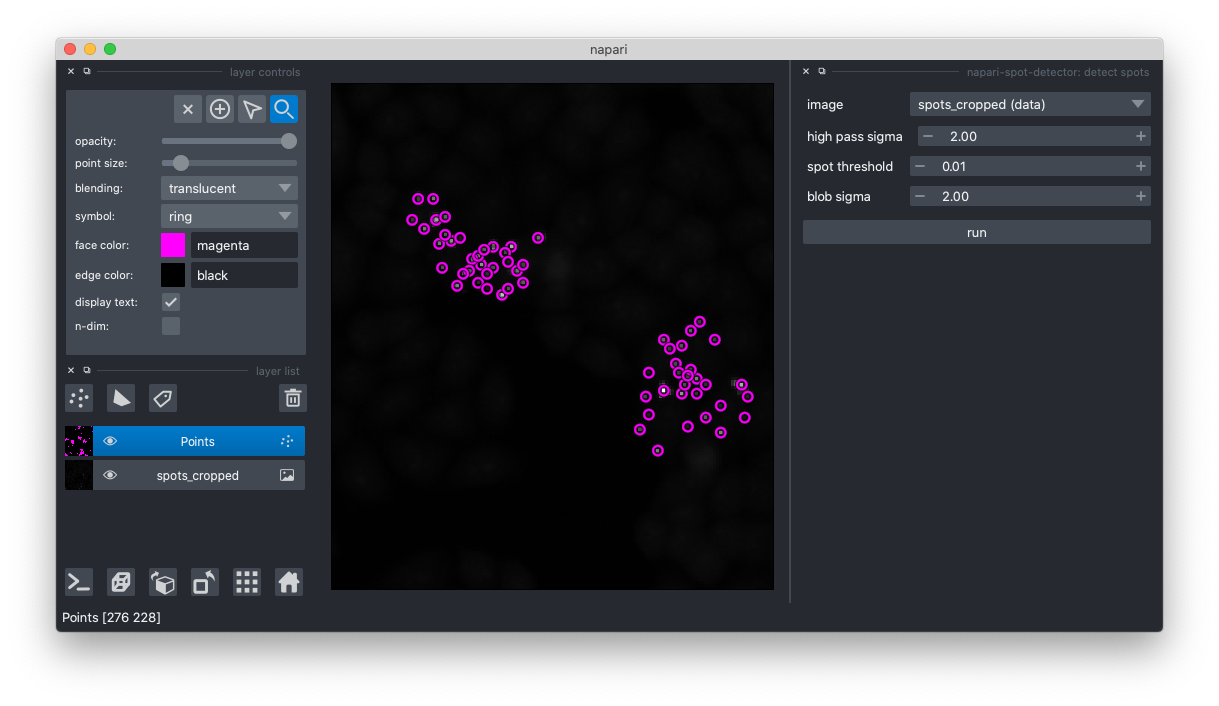 napari
layer controls
opacity:
point size:
blending: translucent
symbol: ring
face color: magenta
edge color: black
display text:
n-dim:
layer list
Points
spots_cropped
Points [276 228]
napari-spot-detector: detect spots
image spots_cropped (data)
high pass sigma 2.00
spot threshold 0.01
blob sigma 2.00
run